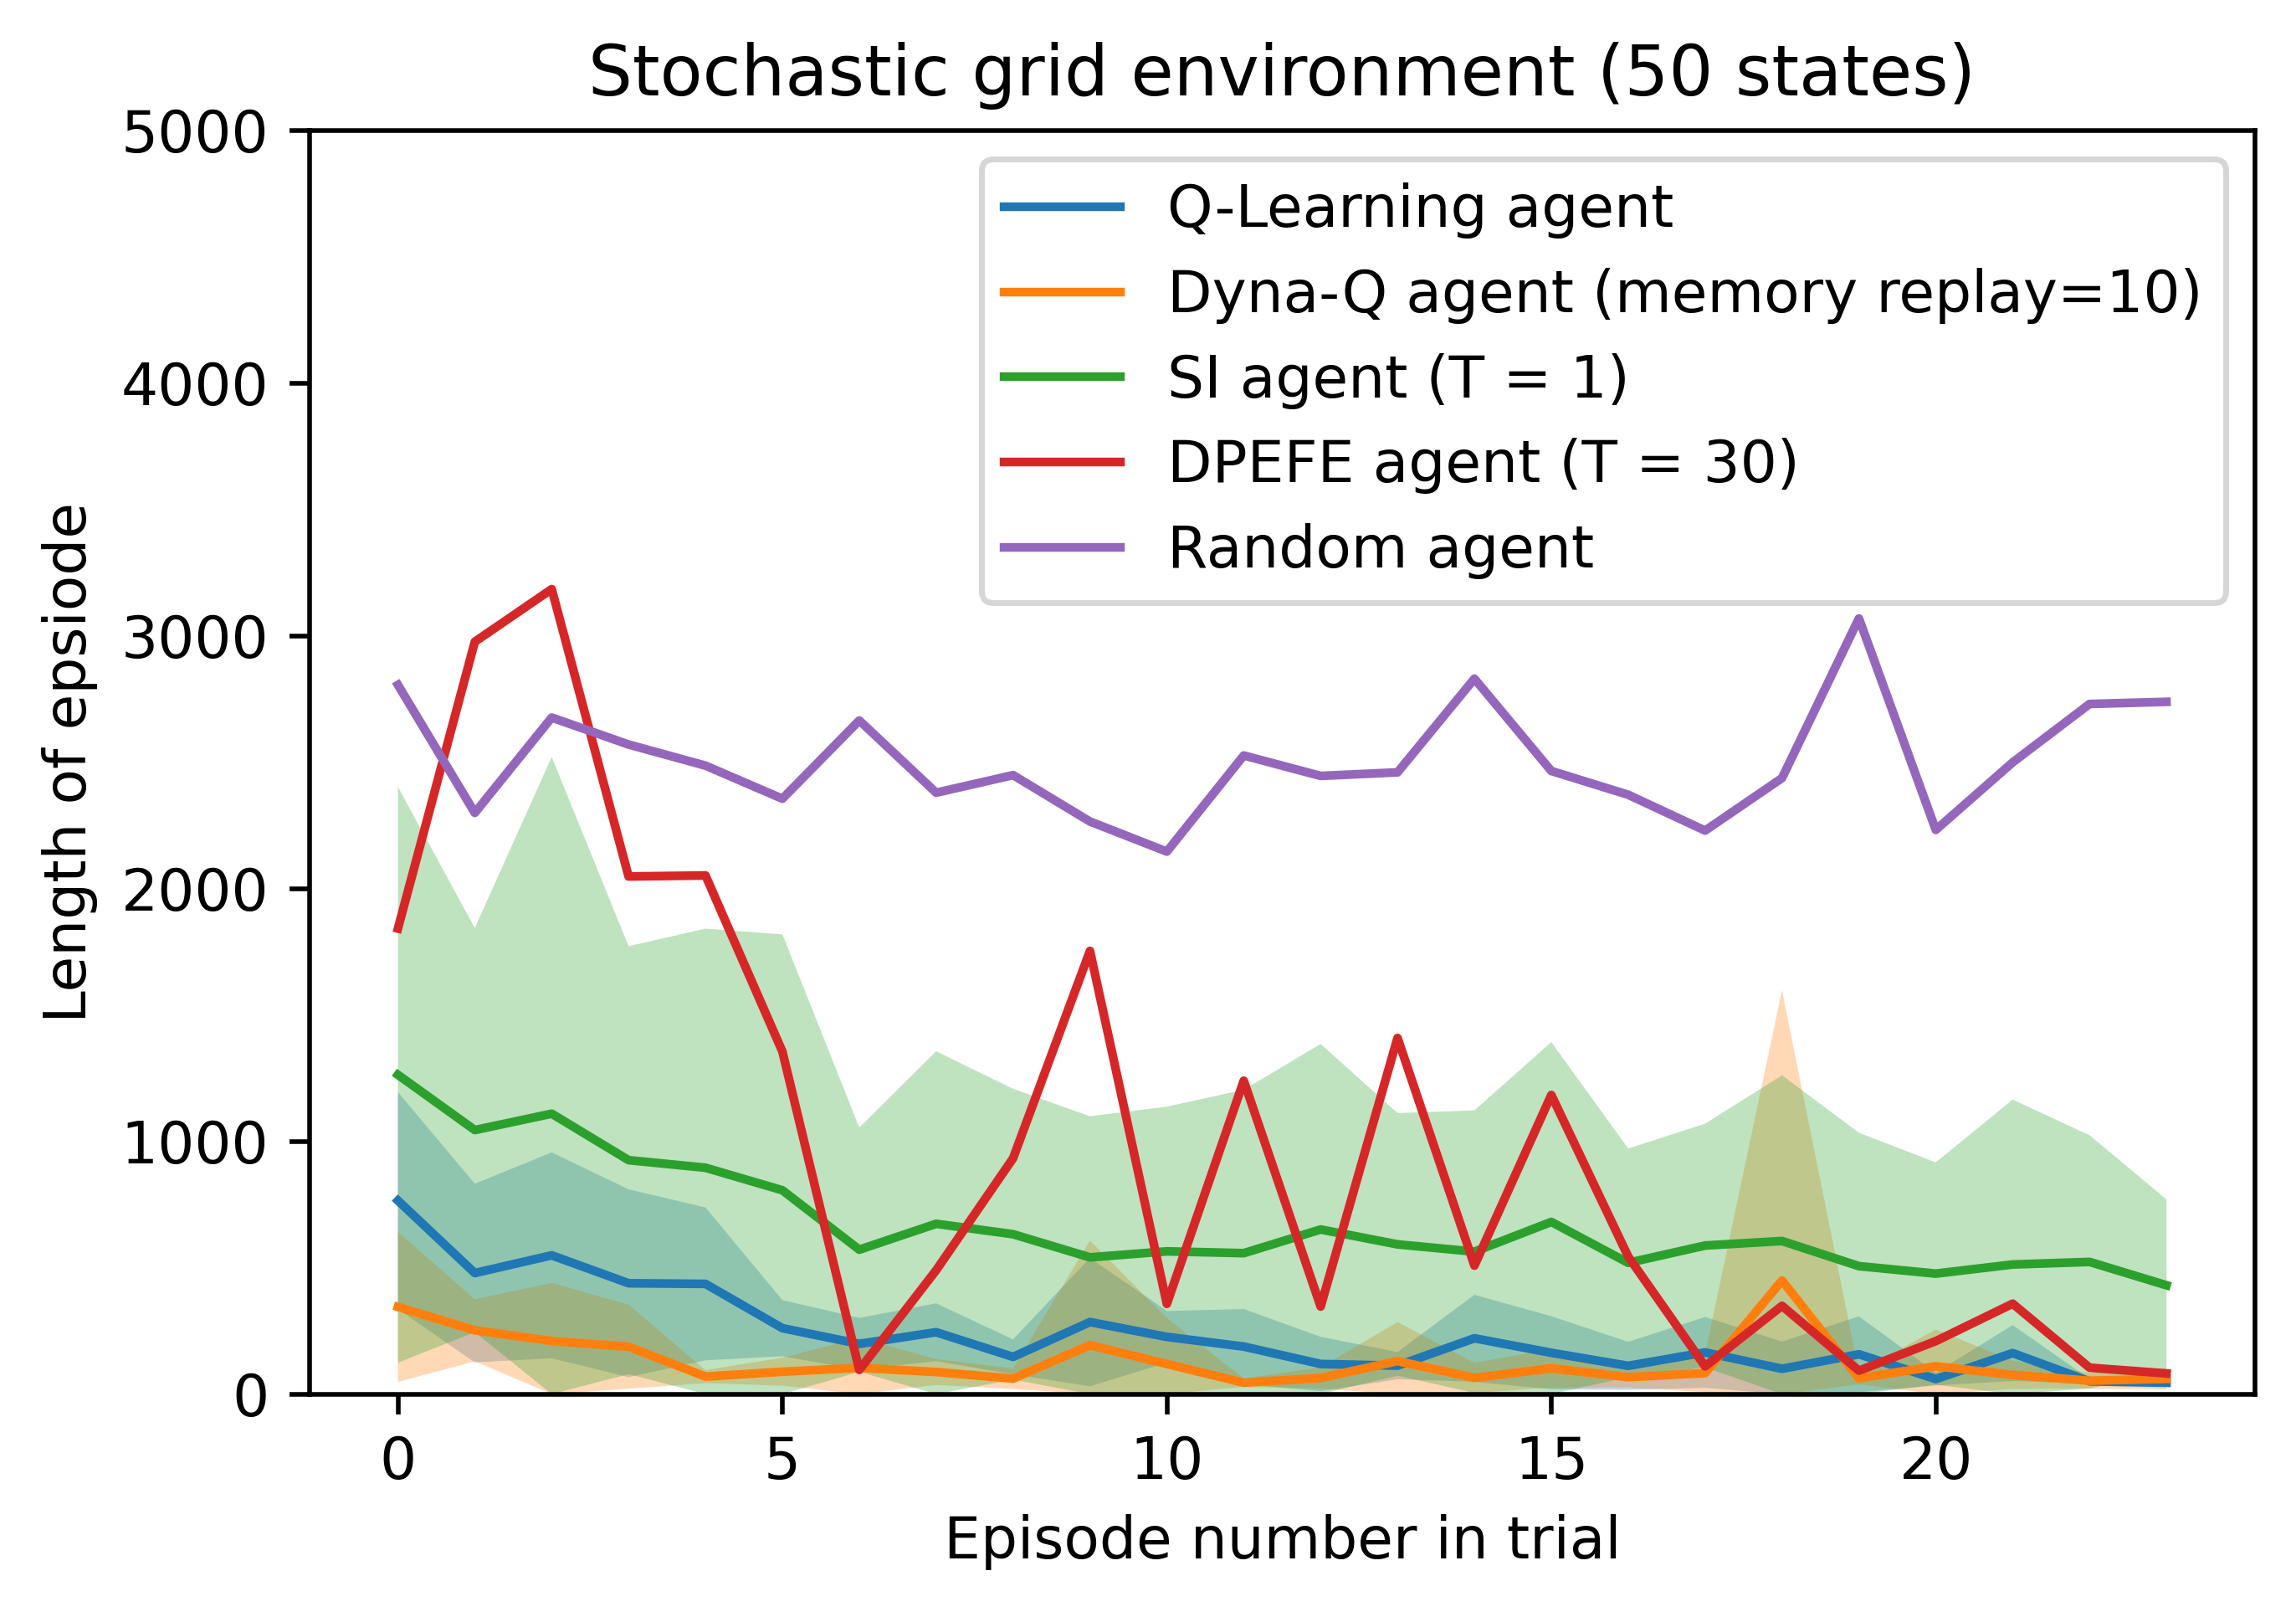 Stochastic grid environment (50 states)
5000
4000
3000
2000
1000
0
Length of epsiode
Q-Learning agent
Dyna-Q agent (memory replay=10)
SI agent (T = 1)
DPEFE agent (T = 30)
Random agent
0 5 10 15 20
Episode number in trial